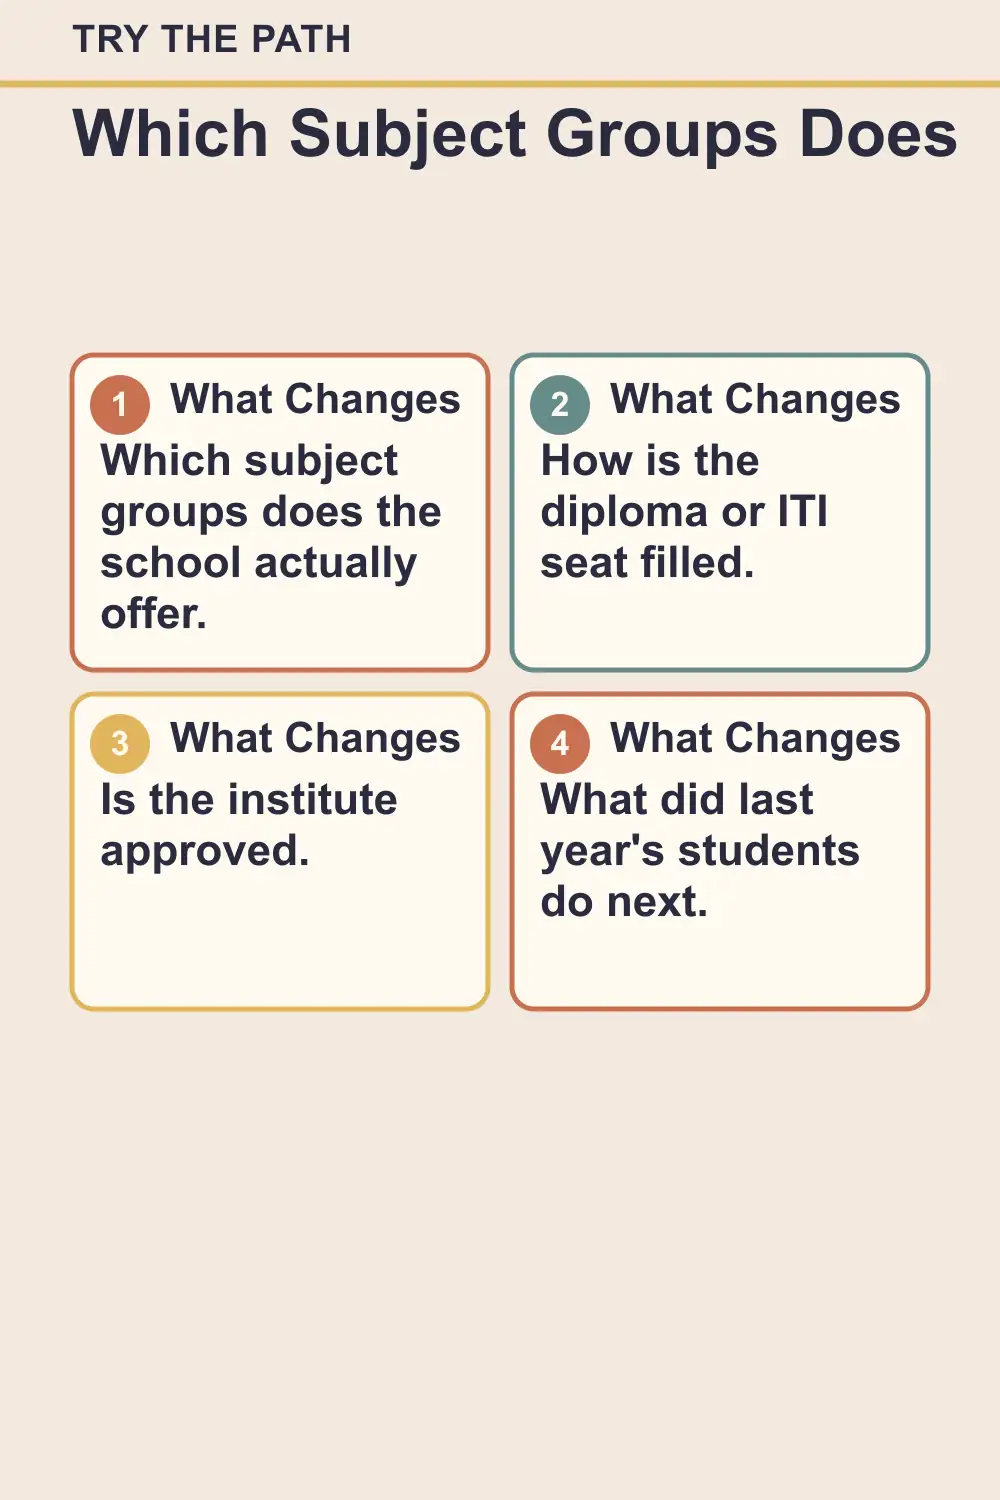 TRY THE PATH
Which Subject Groups Does
1 What Changes
Which subject
groups does the
school actually
offer.
2 What Changes
How is the
diploma or ITI
seat filled.
3 What Changes
Is the institute
approved.
4 What Changes
What did last
year's students
do next.